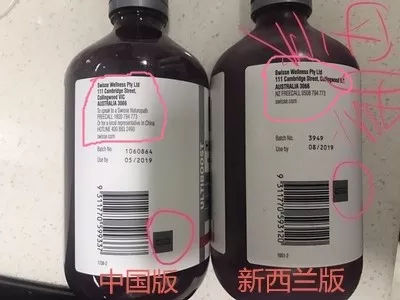 Swisse Wellness Pty Ltd
111 Cambridge Street,
Collingwood VIC
AUSTRALIA 3066
To speak to a Swisse Naturopath
FREECALL 1800 794 773
Or for a local representative in China
HOTLINE 400 861 2460
swisse.com
Batch No. 1060864
Use by 05/2019
ULTIBOOST
中国版
Swisse Wellness Pty Ltd
111 Cambridge Street, Collingwood VIC
AUSTRALIA 3066
NZ FREECALL 0508 794 773
swisse.com
Batch No. 3949
Use by 08/2019
新西兰版